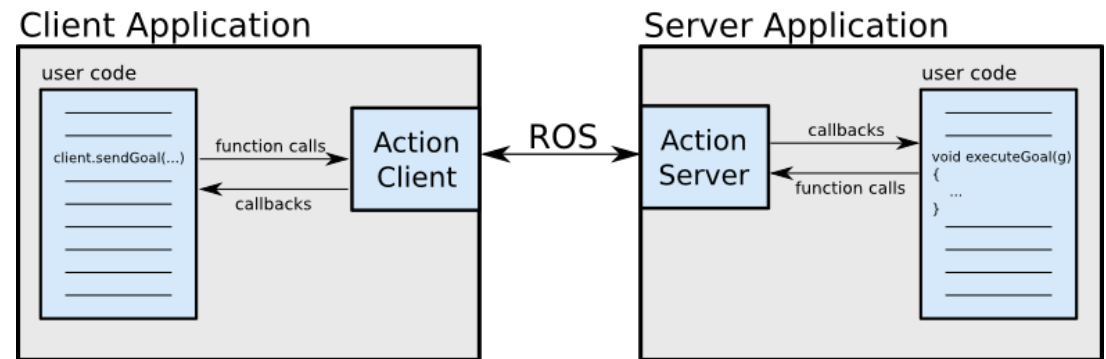 Client Application
user code
client.sendGoal(...)
function calls
callbacks
Action
Client
ROS
Server Application
Action
Server
callbacks
function calls
user code
void executeGoal(g)
{
...
}